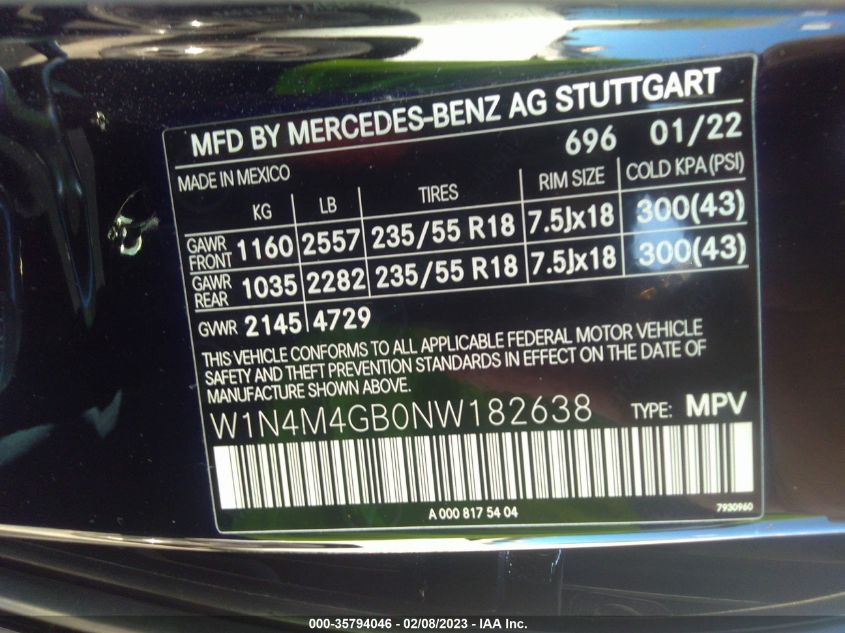 MFD BY MERCEDES-BENZ AG STUTTGART
696 01/22
MADE IN MEXICO
KG LB TIRES RIM SIZE COLD KPA (PSI)
GAWR FRONT 1160 2557 235/55 R18 7.5Jx18 300(43)
GAWR REAR 1035 2282 235/55 R18 7.5Jx18 300(43)
GVWR 2145 4729
THIS VEHICLE CONFORMS TO ALL APPLICABLE FEDERAL MOTOR VEHICLE
SAFETY AND THEFT PREVENTION STANDARDS IN EFFECT ON THE DATE OF
MANUFACTURE SHOWN ABOVE.
W1N4M4GB0NW182638 TYPE: MPV
A 000 817 54 04 7930960
000-35794046 — 02/08/2023 — IAA Inc.